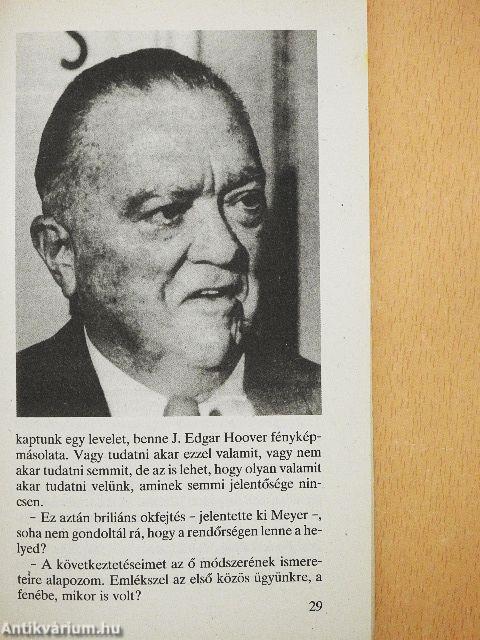 kaptunk egy levelet, benne J. Edgar Hoover fénykép-
másolata. Vagy tudatni akar ezzel valamit, vagy nem
akar tudatni semmit, de az is lehet, hogy olyan valamit
akar tudatni velünk, aminek semmi jelentősége nin-
csen.
– Ez aztán briliáns okfejtés – jelentette ki Meyer –,
soha nem gondoltál rá, hogy a rendőrségen lenne a he-
lyed?
– A következtetéseimet az ő módszerének ismere-
teire alapozom. Emlékszel az első közös ügyünkre, a
fenébe, mikor is volt?
29
Antikvárium.hu